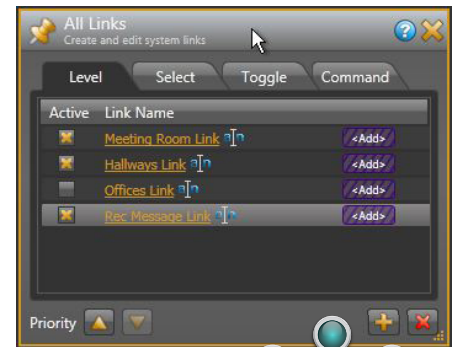 All Links
Create and edit system links
Level Select Toggle Command
Active Link Name
Meeting Room Link <Add>
Hallways Link <Add>
Offices Link <Add>
Rec Message Link <Add>
Priority